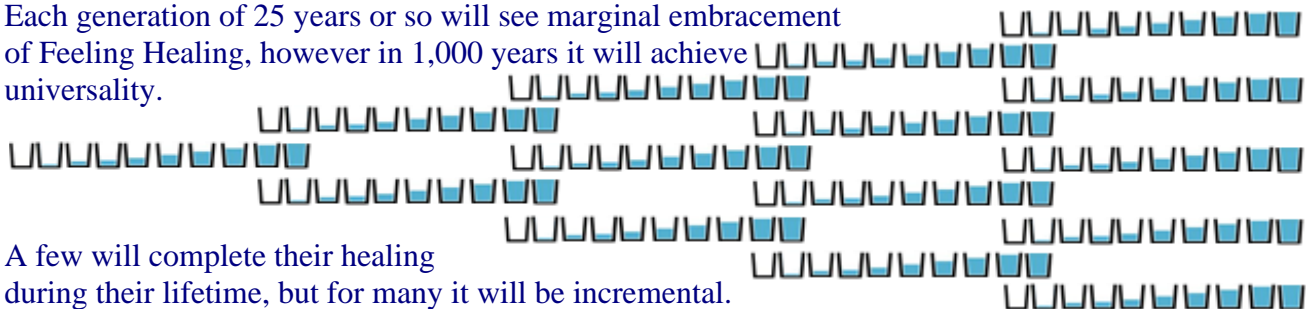 Each generation of 25 years or so will see marginal embracement
of Feeling Healing, however in 1,000 years it will achieve
universality.
A few will complete their healing
during their lifetime, but for many it will be incremental.